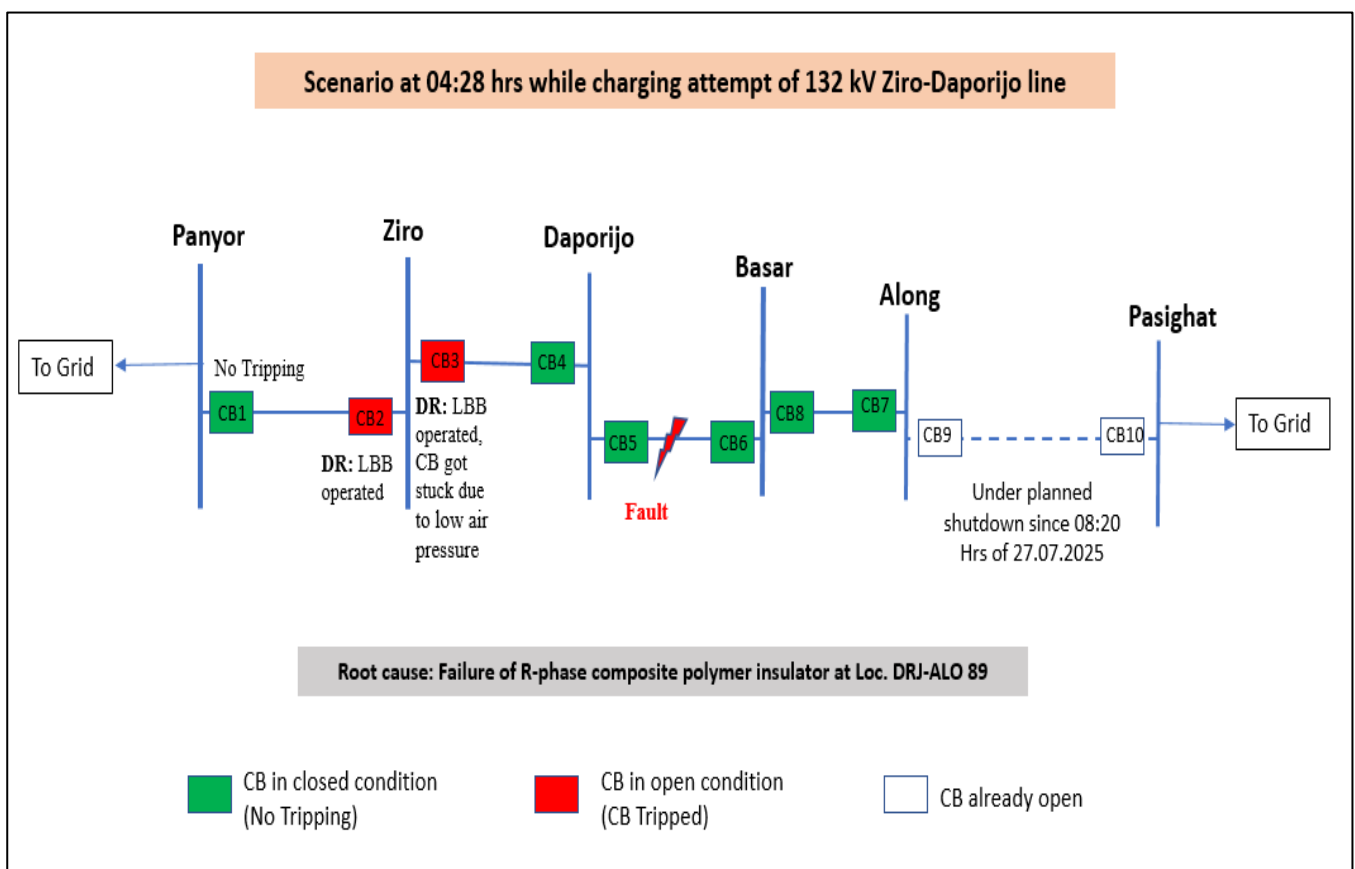 Scenario at 04:28 hrs while charging attempt of 132 kV Ziro-Daporijo line
Panyor
Ziro
Daporijo
Basar
Along
Pasighat
To Grid
No Tripping
CB1
CB2
CB3
CB4
CB5
CB6
CB8
CB7
CB9
CB10
To Grid
DR: LBB
operated
DR: LBB
operated,
CB got
stuck due
to low air
pressure
Fault
Under planned
shutdown since 08:20
Hrs of 27.07.2025
Root cause: Failure of R-phase composite polymer insulator at Loc. DRJ-ALO 89
CB in closed condition
(No Tripping)
CB in open condition
(CB Tripped)
CB already open